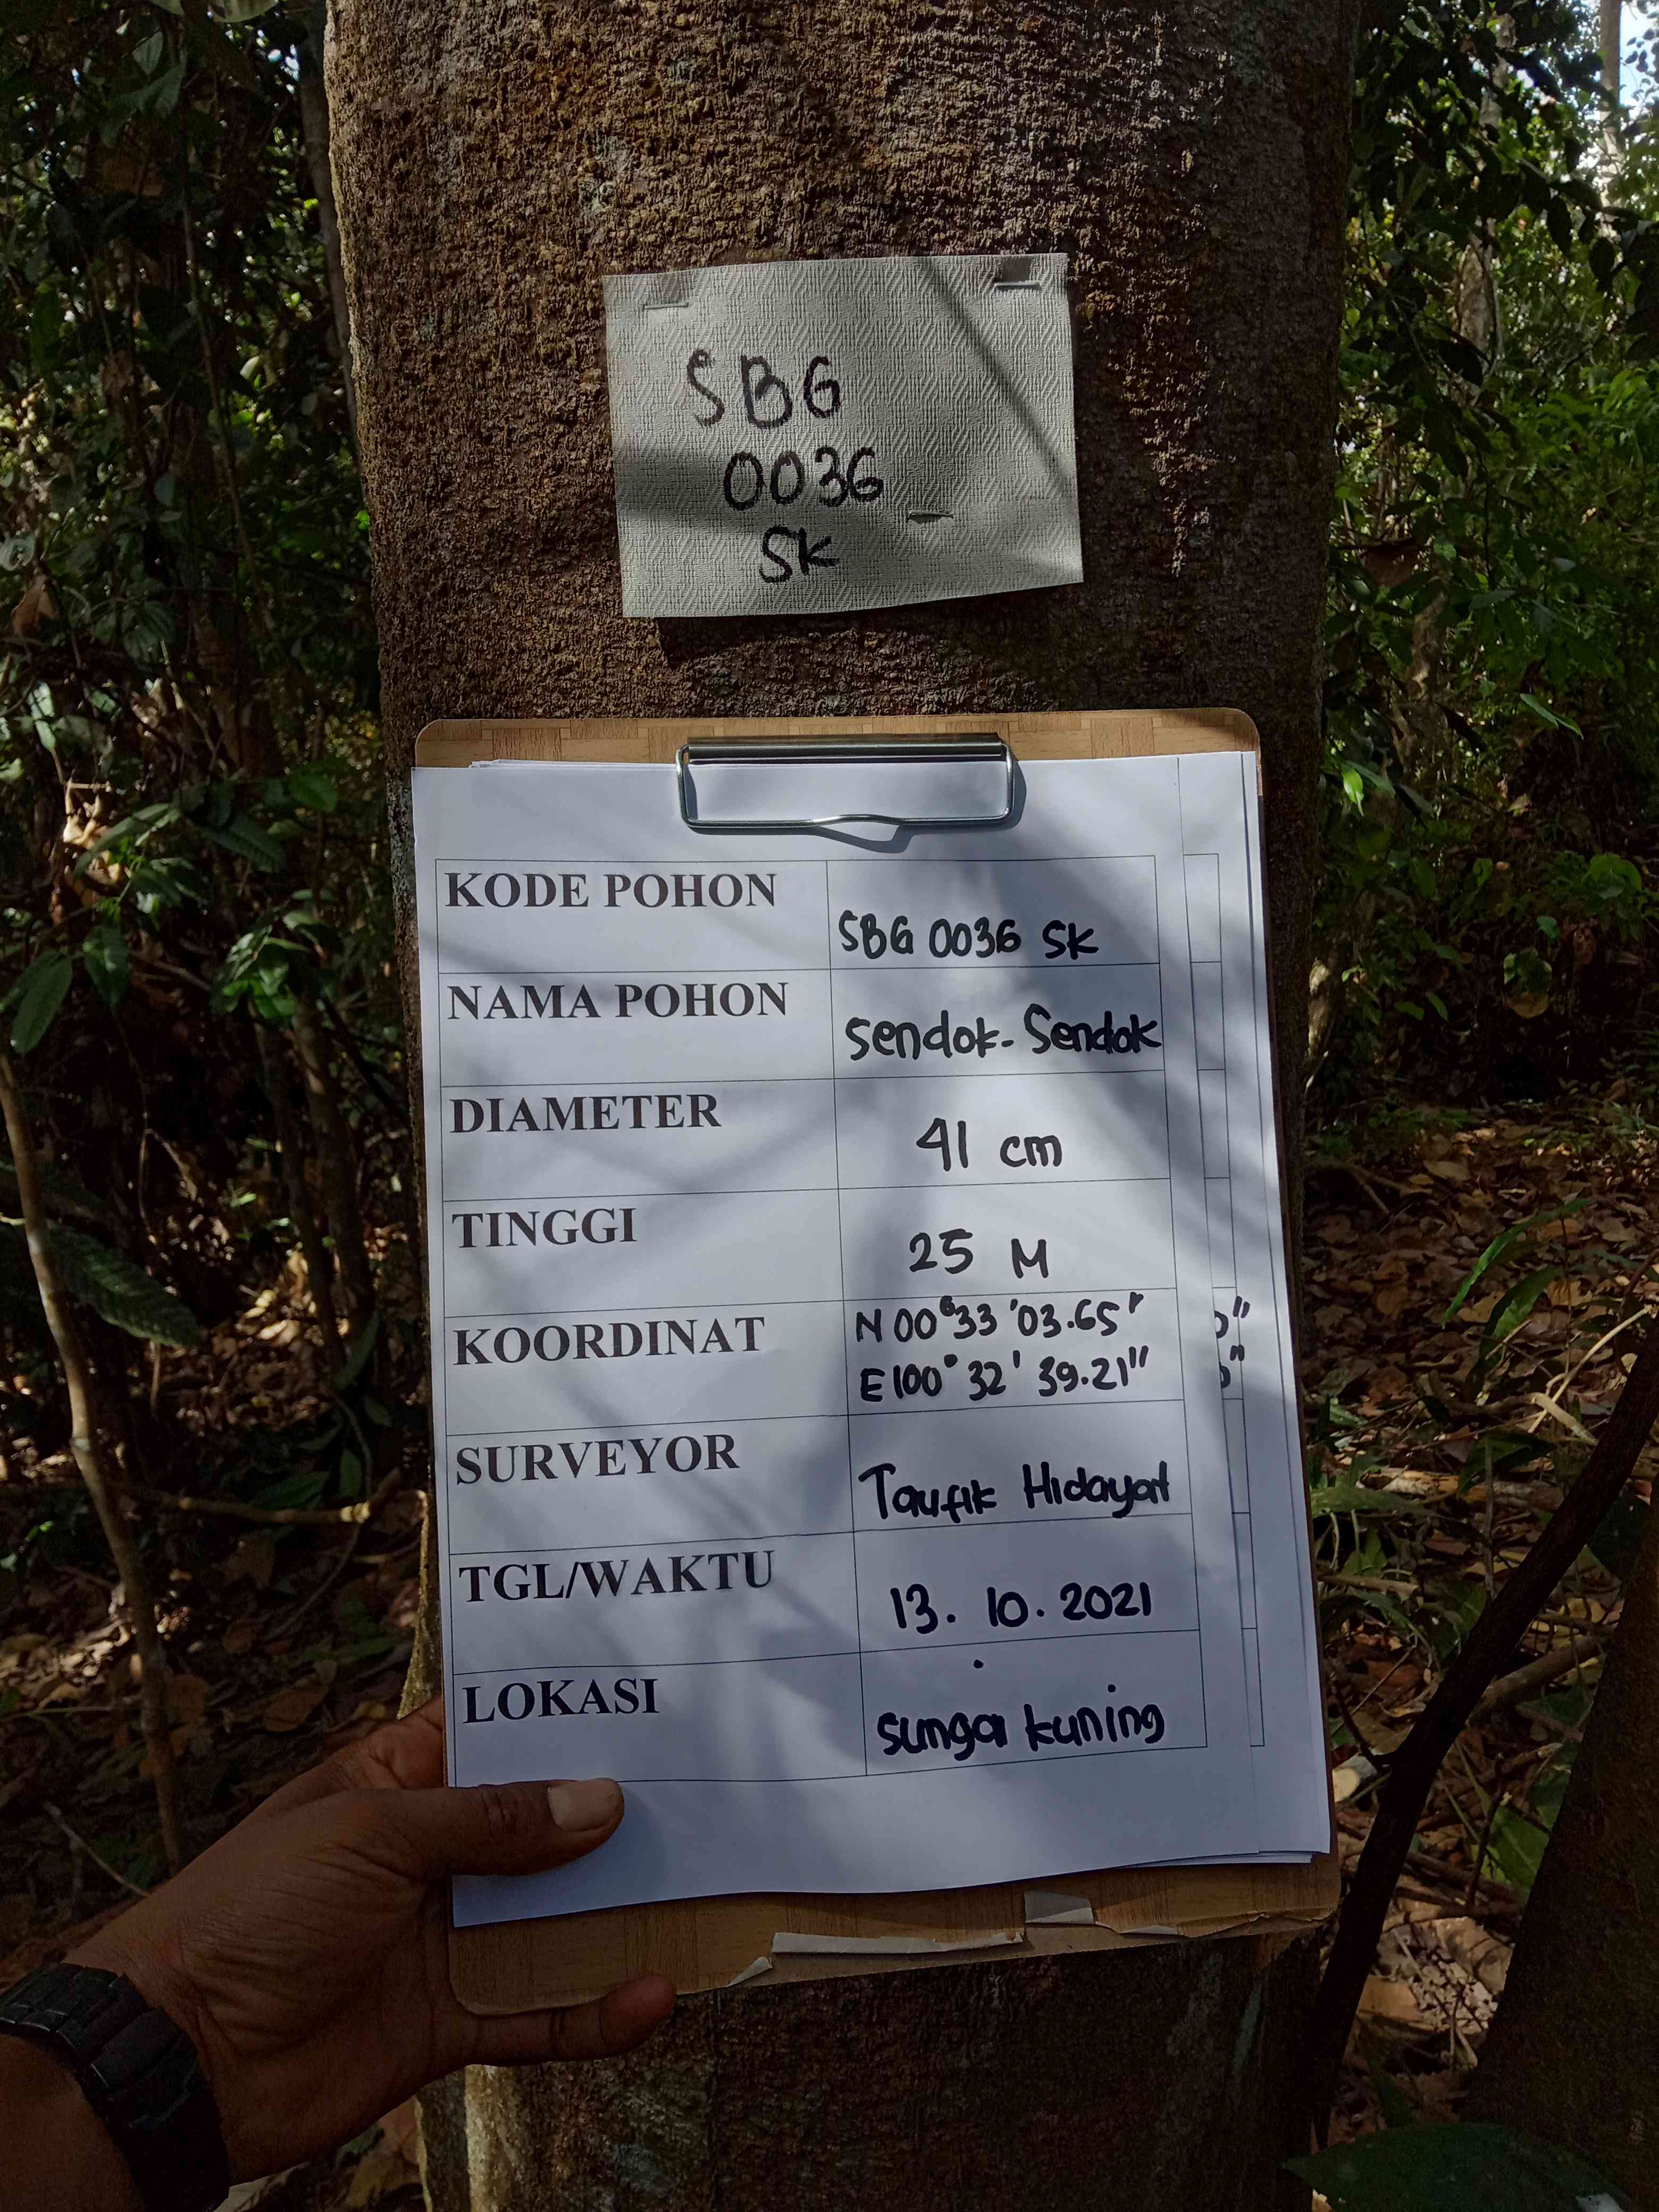 SBG
0036
SK
KODE POHON
SBG 0036 SK
NAMA POHON
Sendok-Sendok
DIAMETER
41 cm
TINGGI
25 M
KOORDINAT
N 00°33'03.65"
E 100°32'39.21"
SURVEYOR
Taufik Hidayat
TGL/WAKTU
13.10.2021
LOKASI
sungai kuning